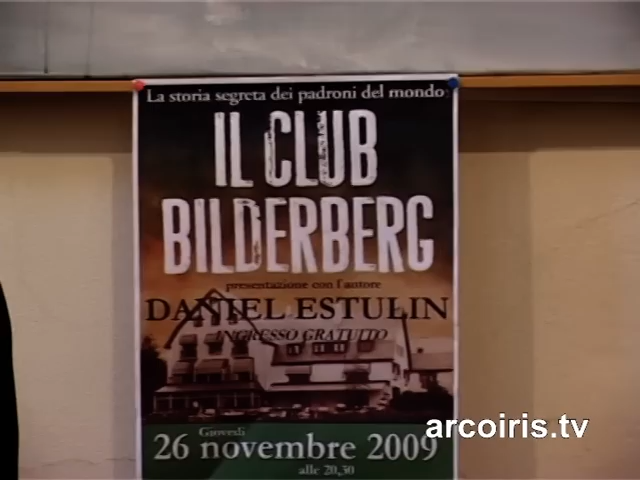 La storia segreta dei padroni del mondo
IL CLUB
BILDERBERG
presentazione con l'autore
DANIEL ESTULIN
INGRESSO GRATUITO
Giovedì
26 novembre 2009
alle 20,30
arcoiris.tv